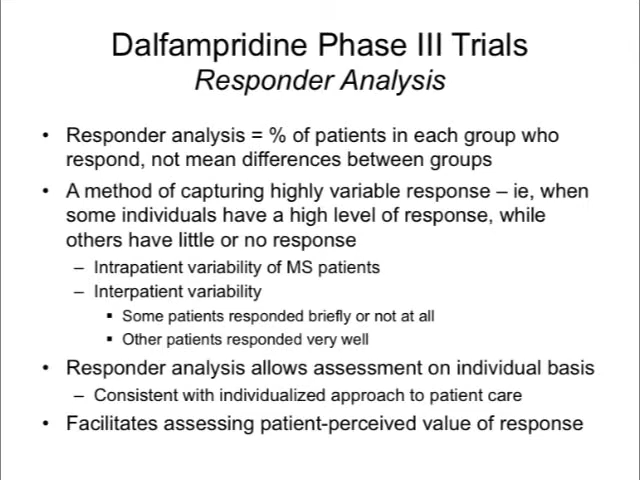 Dalfampridine Phase III Trials
Responder Analysis
• Responder analysis = % of patients in each group who
respond, not mean differences between groups
• A method of capturing highly variable response – ie, when
some individuals have a high level of response, while
others have little or no response
– Intrapatient variability of MS patients
– Interpatient variability
▪ Some patients responded briefly or not at all
▪ Other patients responded very well
• Responder analysis allows assessment on individual basis
– Consistent with individualized approach to patient care
• Facilitates assessing patient-perceived value of response